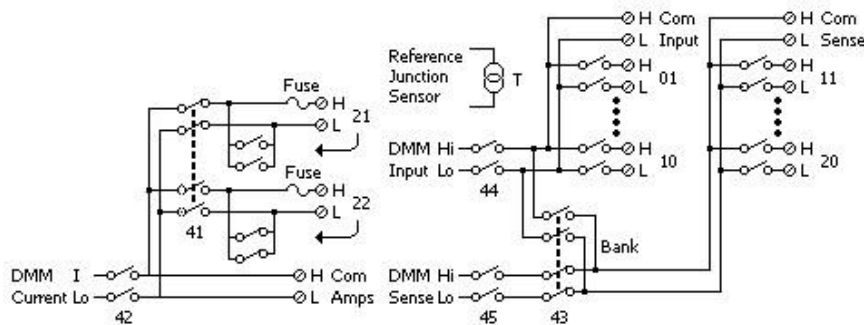 H Com
L Input
H
01
L
H
10
L
H Com
L Sense
H
11
L
H
20
L
Reference
Junction
Sensor
T
DMM Hi
Input Lo
44
Bank
DMM Hi
Sense Lo
45
43
Fuse
H
21
L
Fuse
H
22
L
41
DMM I
Current Lo
42
H Com
L Amps